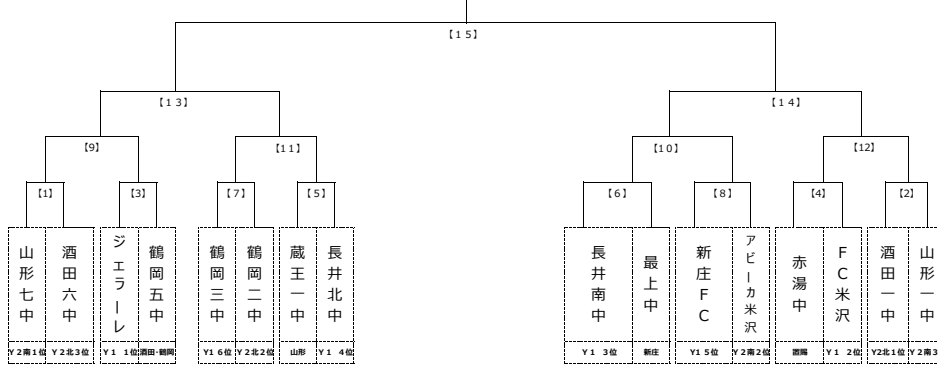 【15】
【13】
【14】
【9】
【11】
【10】
【12】
【1】
【3】
【7】
【5】
【6】
【8】
【4】
【2】
山形七中
酒田六中
ジェラーレ
鶴岡五中
鶴岡三中
鶴岡二中
蔵王一中
長井北中
長井南中
最上中
新庄FC
アビーカ米沢
赤湯中
FC米沢
酒田一中
山形一中
Y2南1位
Y2北3位
Y1 1位
酒田・鶴岡
Y1 6位
Y2北2位
山形
Y1 4位
Y1 3位
新庄
Y1 5位
Y2南2位
置賜
Y1 2位
Y2北1位
Y2南3